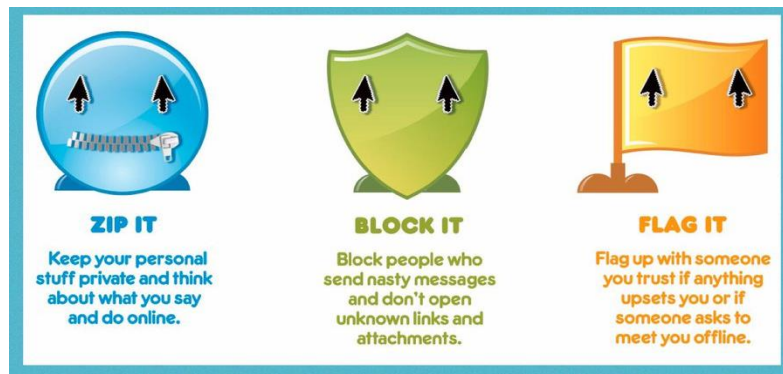 ZIP IT
Keep your personal
stuff private and think
about what you say
and do online.
BLOCK IT
Block people who
send nasty messages
and don't open
unknown links and
attachments.
FLAG IT
Flag up with someone
you trust if anything
upsets you or if
someone asks to
meet you offline.